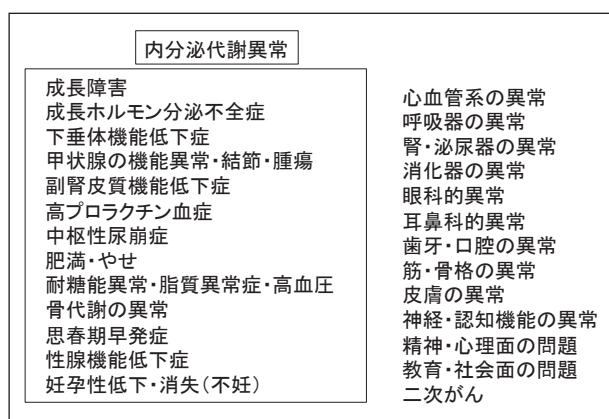 内分泌代謝異常
成長障害
成長ホルモン分泌不全症
下垂体機能低下症
甲状腺の機能異常・結節・腫瘍
副腎皮質機能低下症
高プロラクチン血症
中枢性尿崩症
肥満・やせ
耐糖能異常・脂質異常症・高血圧
骨代謝の異常
思春期早発症
性腺機能低下症
妊孕性低下・消失(不妊)
心血管系の異常
呼吸器の異常
腎・泌尿器の異常
消化器の異常
眼科的異常
耳鼻科的異常
歯牙・口腔の異常
筋・骨格の異常
皮膚の異常
神経・認知機能の異常
精神・心理面の問題
教育・社会面の問題
二次がん